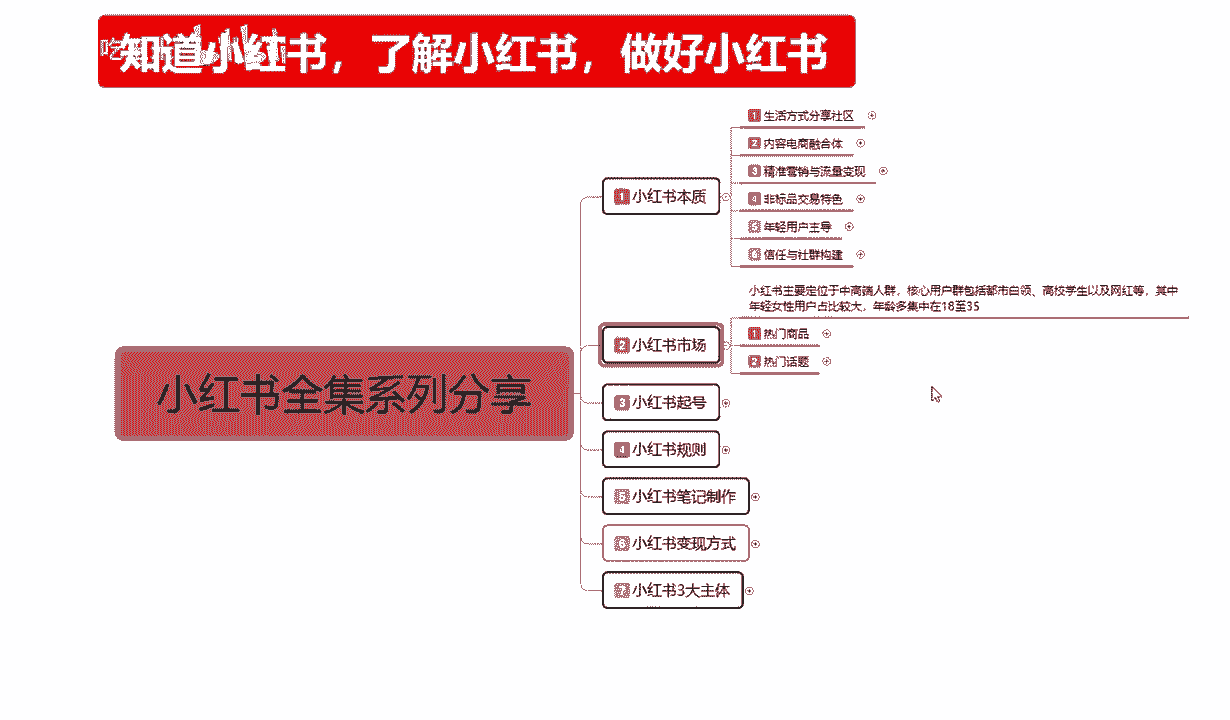 知道小红书，了解小红书，做好小红书
1 生活方式分享社区
2 内容电商融合体
3 精准营销与流量变现
4 非标品交易特色
5 年轻用户主导
6 信任与社群构建
1 小红书本质
小红书主要定位于中高端人群，核心用户群包括都市白领、高校学生以及网红等，其中
年轻女性用户占比较大，年龄多集中在18至35
2 小红书市场
1 热门商品
2 热门话题
小红书全集系列分享
3 小红书起号
4 小红书规则
5 小红书笔记制作
6 小红书变现方式
7 小红书3大主体